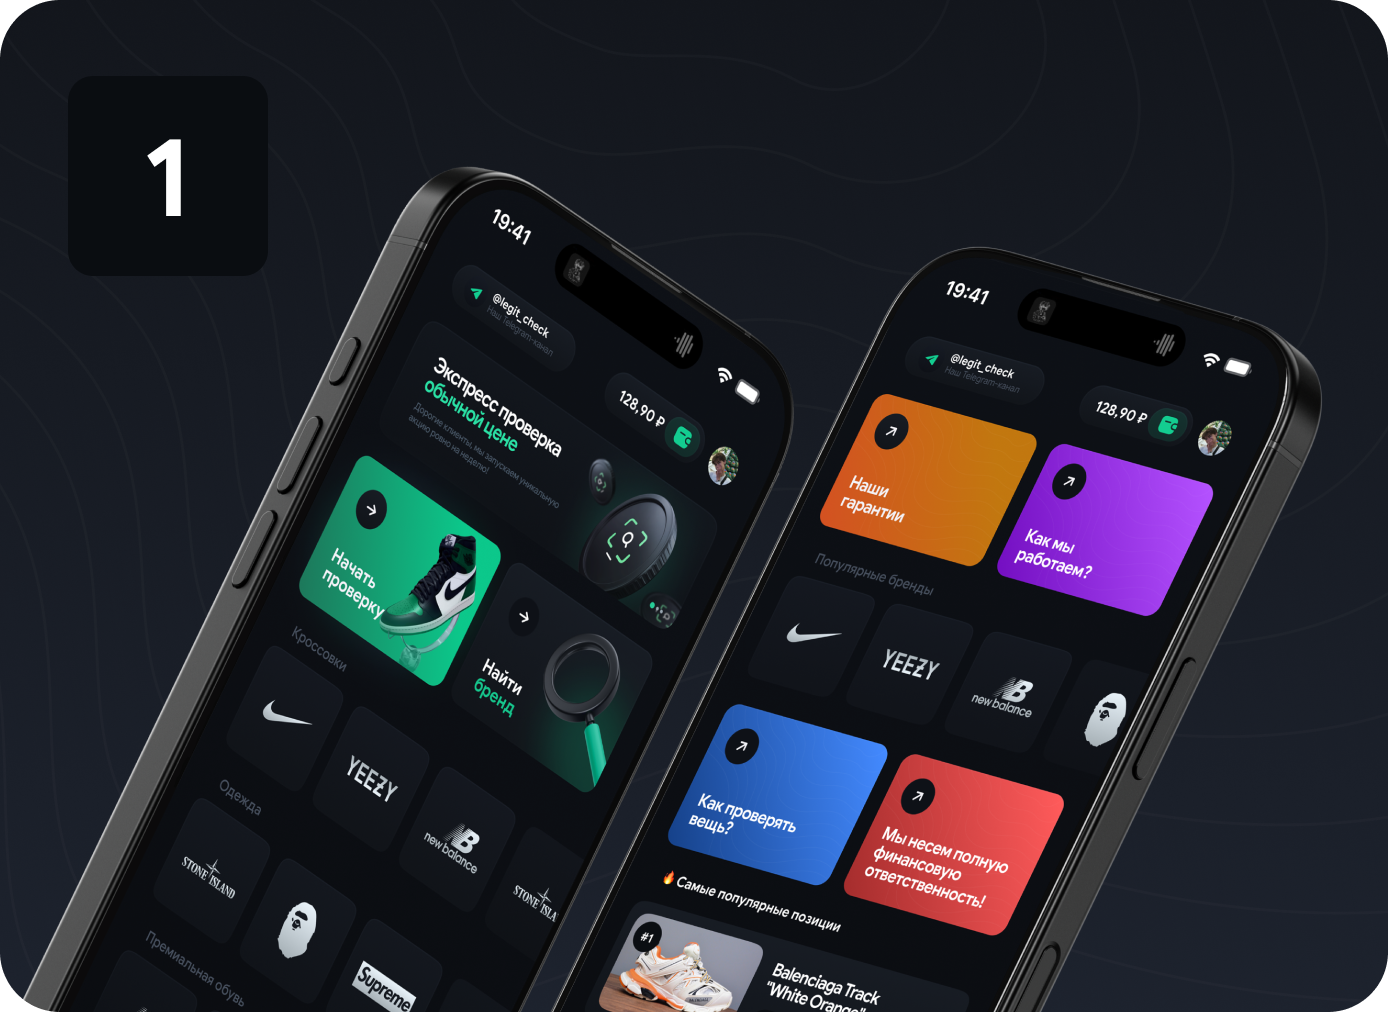 1
19:41
@legit_check
Наш Telegram-канал
128,90 ₽
Экспресс проверка
обычной цене
Дорогие клиенты, мы запускаем уникальную
акцию ровно на неделю!
Начать
проверку
Найти
бренд
Кроссовки
YEEZY
new balance
Одежда
STONE ISLAND
STONE ISLA
Supreme
Премиальная обувь
19:41
@legit_check
Наш Telegram-канал
128,90 ₽
Наши
гарантии
Как мы
работаем?
Популярные бренды
YEEZY
new balance
Как проверять
вещь?
Мы несем полную
финансовую
ответственность!
🔥 Самые популярные позиции
#1
Balenciaga Track
"White Orange"